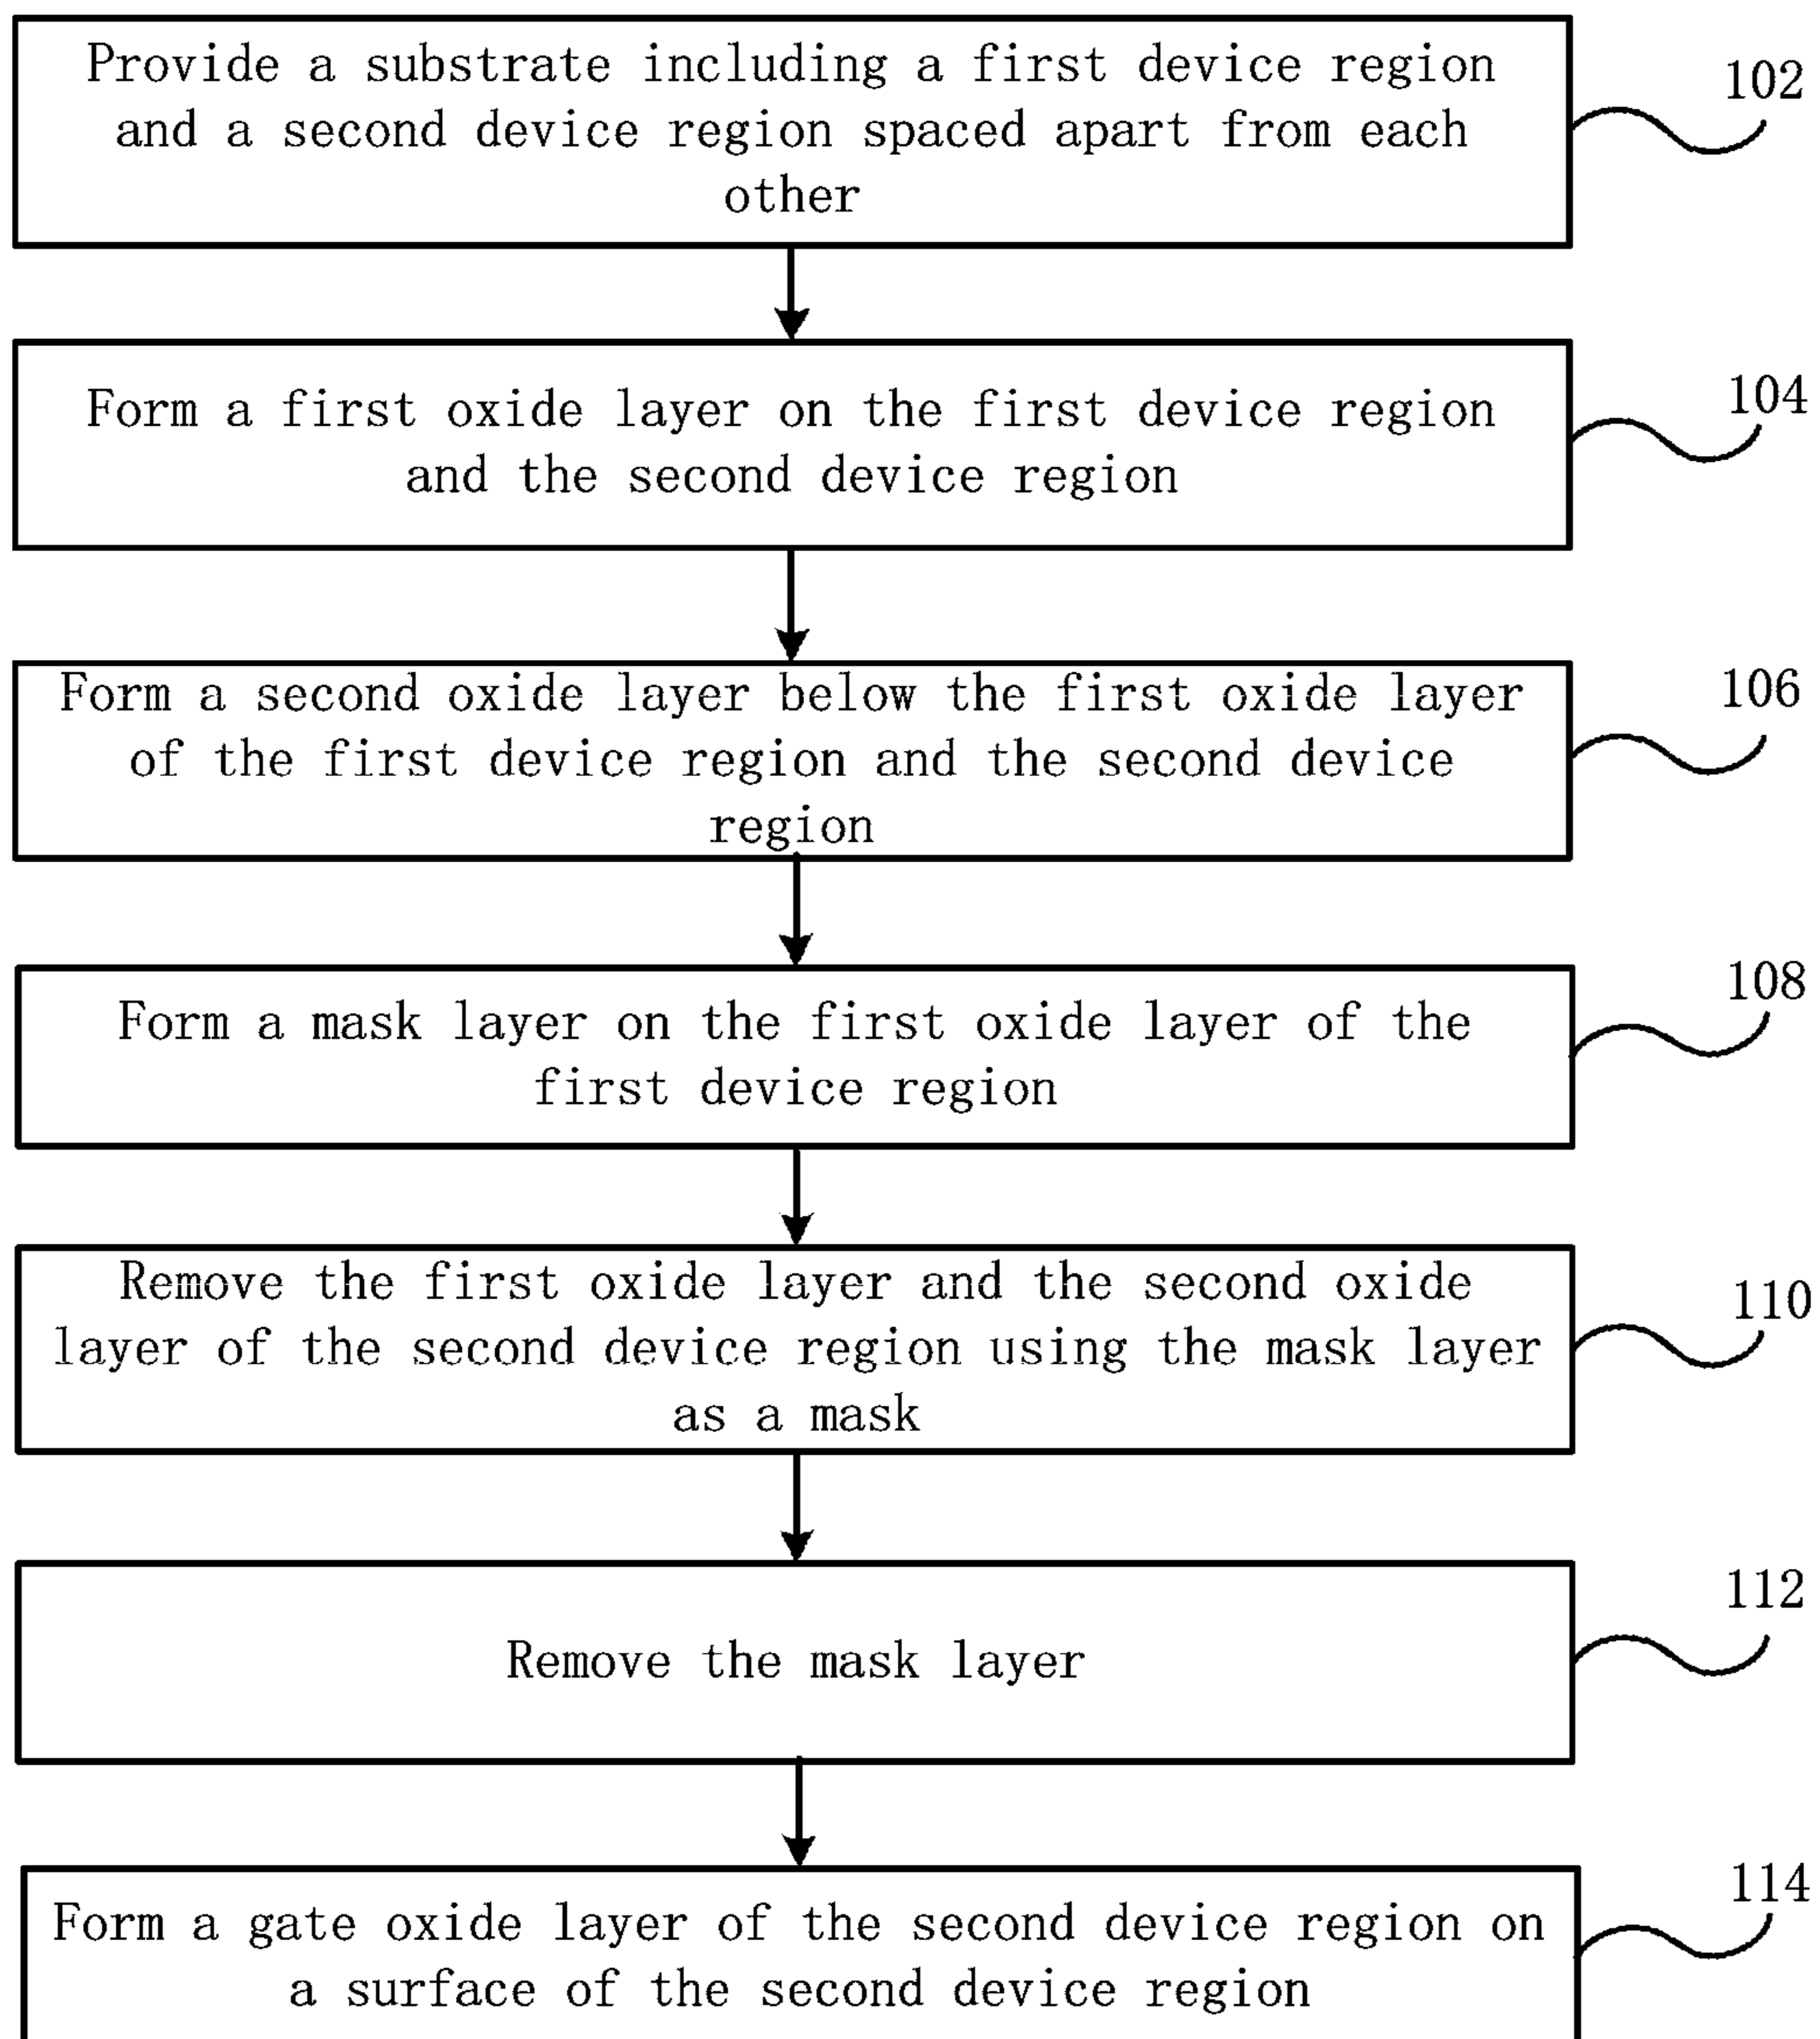 Provide a substrate including a first device region
and a second device region spaced apart from each
other
102
Form a first oxide layer on the first device region
and the second device region
104
Form a second oxide layer below the first oxide layer
of the first device region and the second device
region
106
Form a mask layer on the first oxide layer of the
first device region
108
Remove the first oxide layer and the second oxide
layer of the second device region using the mask layer
as a mask
110
Remove the mask layer
112
Form a gate oxide layer of the second device region on
a surface of the second device region
114